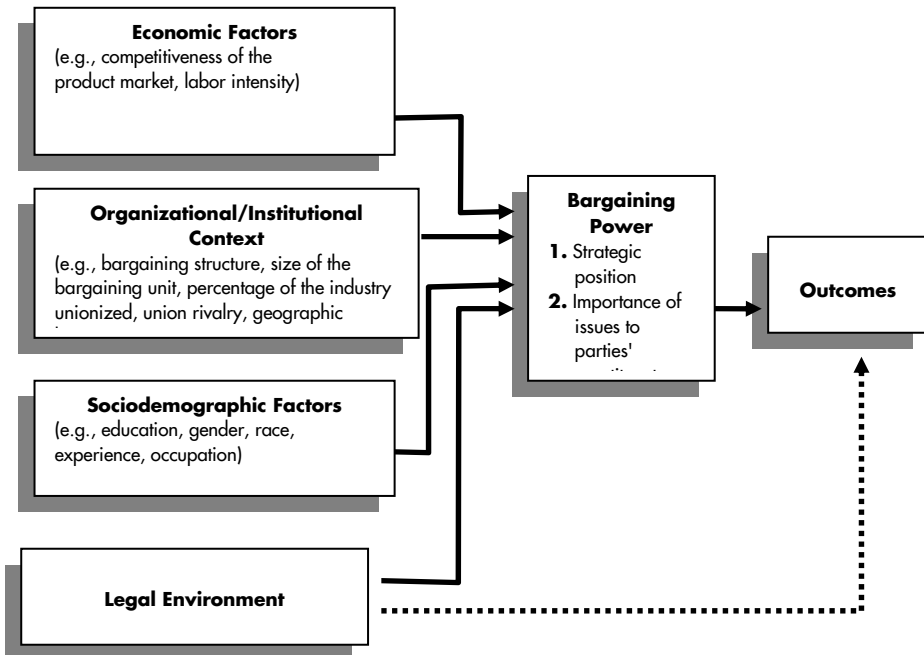 Economic Factors
(e.g., competitiveness of the
product market, labor intensity)
Organizational/Institutional
Context
(e.g., bargaining structure, size of the
bargaining unit, percentage of the industry
unionized, union rivalry, geographic
Sociodemographic Factors
(e.g., education, gender, race,
experience, occupation)
Legal Environment
Bargaining
Power
1. Strategic
position
2. Importance of
issues to
parties'
Outcomes